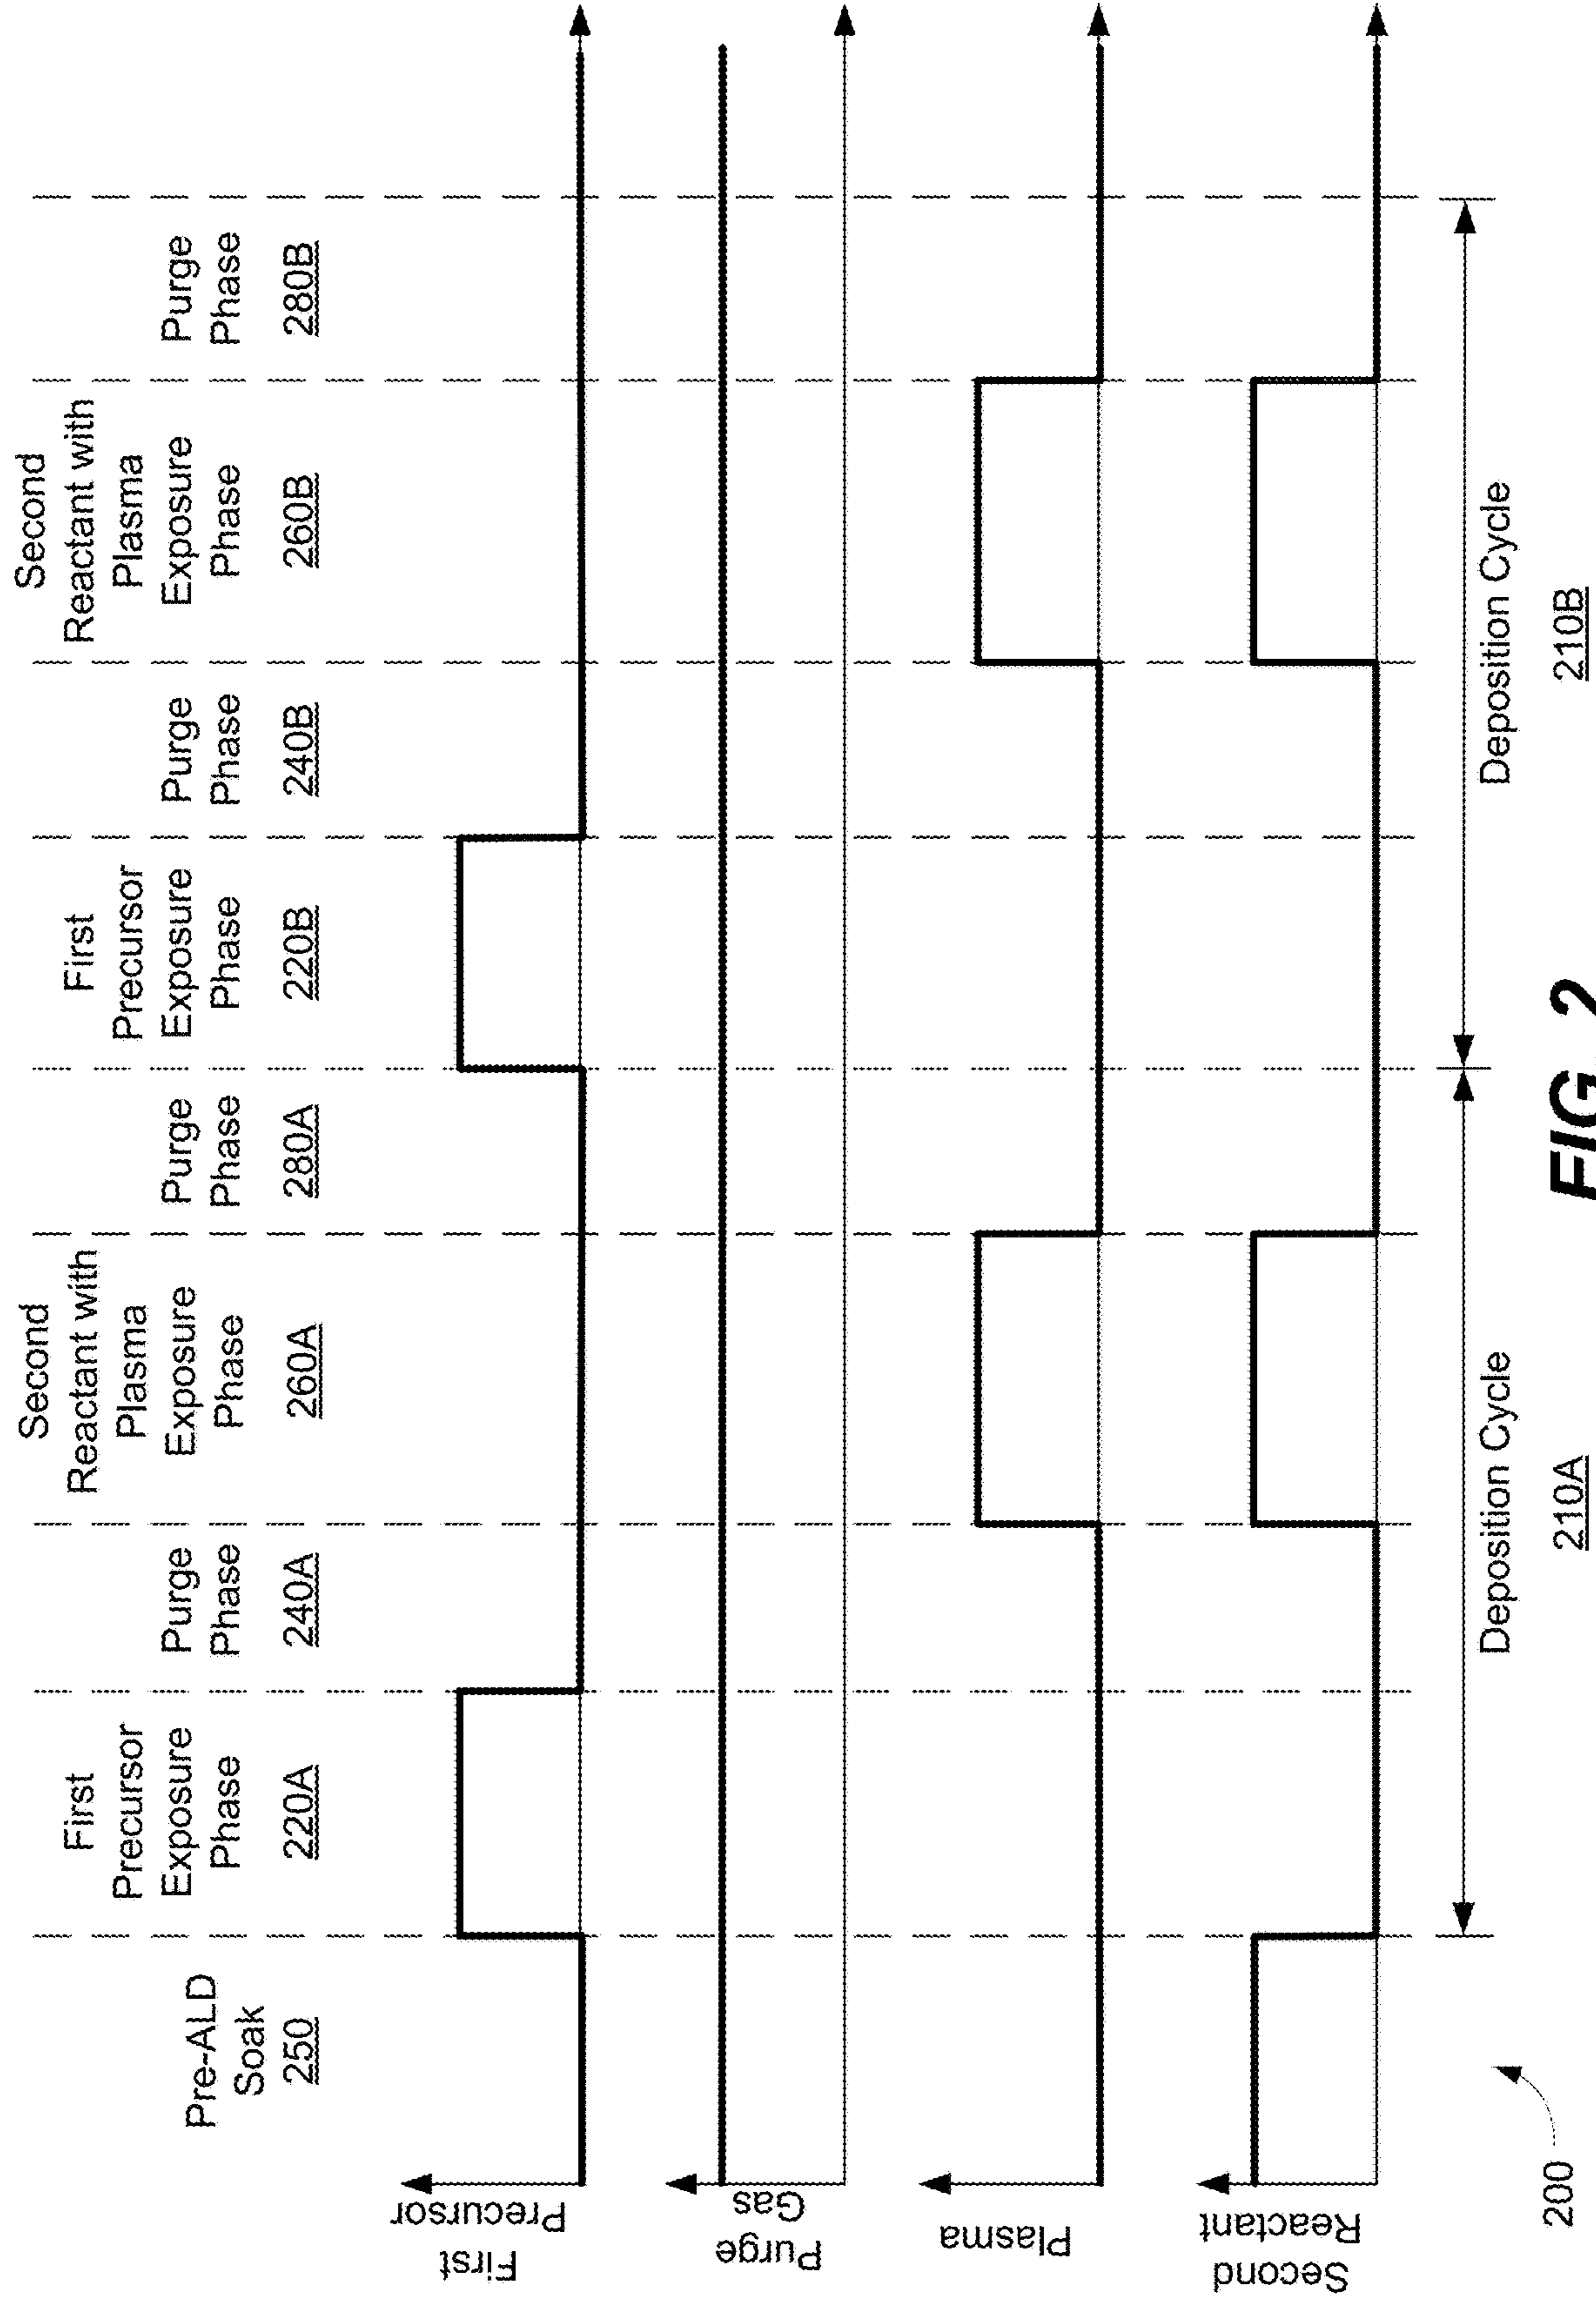 Pre-ALD
Soak
250
First
Precursor
Exposure
Phase
220A
Purge
Phase
240A
Second
Reactant with
Plasma
Exposure
Phase
260A
Purge
Phase
280A
First
Precursor
Exposure
Phase
220B
Purge
Phase
240B
Second
Reactant with
Plasma
Exposure
Phase
260B
Purge
Phase
280B
First
Precursor
Purge
Gas
Plasma
Second
Reactant
Deposition Cycle
210A
Deposition Cycle
210B
200
FIG. 2